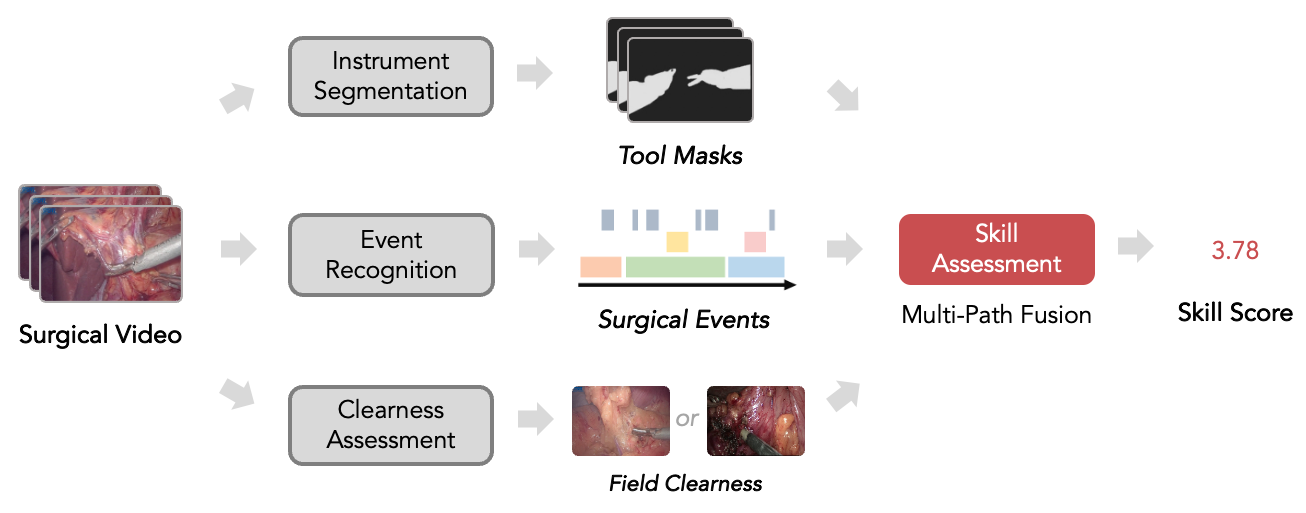 Instrument
Segmentation
Tool Masks
Surgical Video
Event
Recognition
Surgical Events
Skill
Assessment
Multi-Path Fusion
3.78
Skill Score
Clearness
Assessment
or
Field Clearness